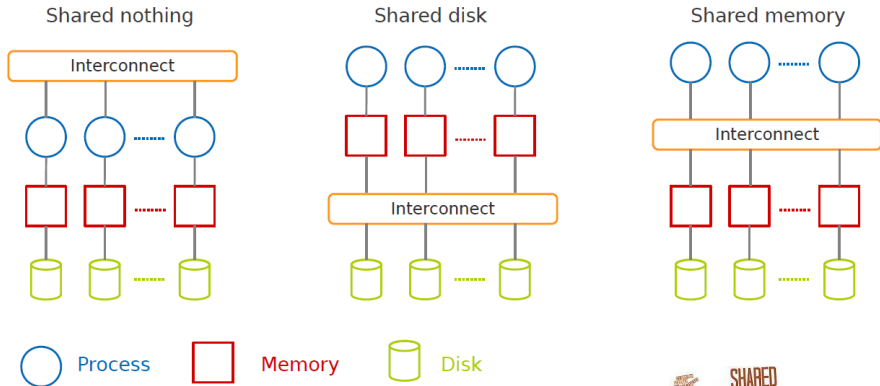 Shared nothing
Shared disk
Shared memory
Interconnect
Interconnect
Interconnect
Process
Memory
Disk
SHARED